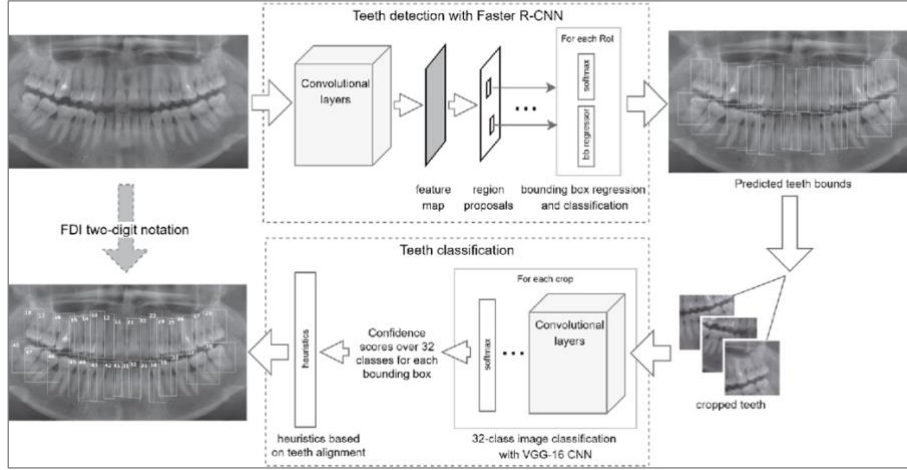 Teeth detection with Faster R-CNN
For each RoI
Convolutional
layers
softmax
bb regressor
feature
map
region
proposals
bounding box regression
and classification
Predicted teeth bounds
FDI two-digit notation
Teeth classification
For each crop
Convolutional
layers
softmax
Confidence
scores over 32
classes for each
bounding box
heuristics
cropped teeth
heuristics based
on teeth alignment
32-class image classification
with VGG-16 CNN